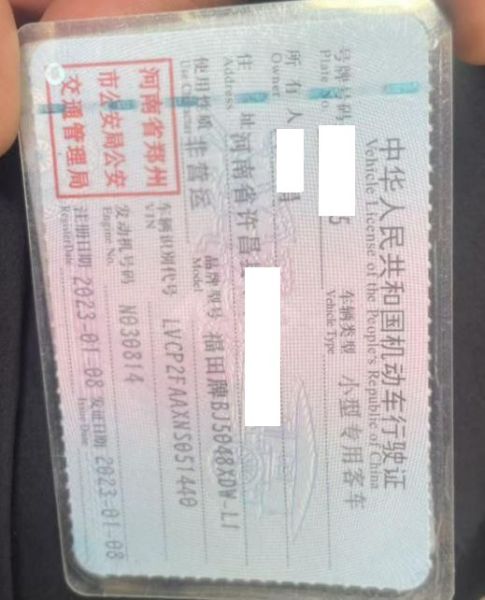 中华人民共和国机动车行驶证
Vehicle License of the People's Republic of China
号牌号码 5 车辆类型 小型专用客车
Plate No. Vehicle Type
所有人
Owner
住址 河南省许昌
Address
使用性质 非营运 品牌型号 福田牌BJ5048XDW-L1
Use Character Model
河南省郑州
市公安局公安
交通管理局
车辆识别代号 LVCP2FAAXNS051440
VIN
发动机号码 N030814
Engine No.
注册日期 2023-01-08 发证日期 2023-01-08
Register Date Issue Date